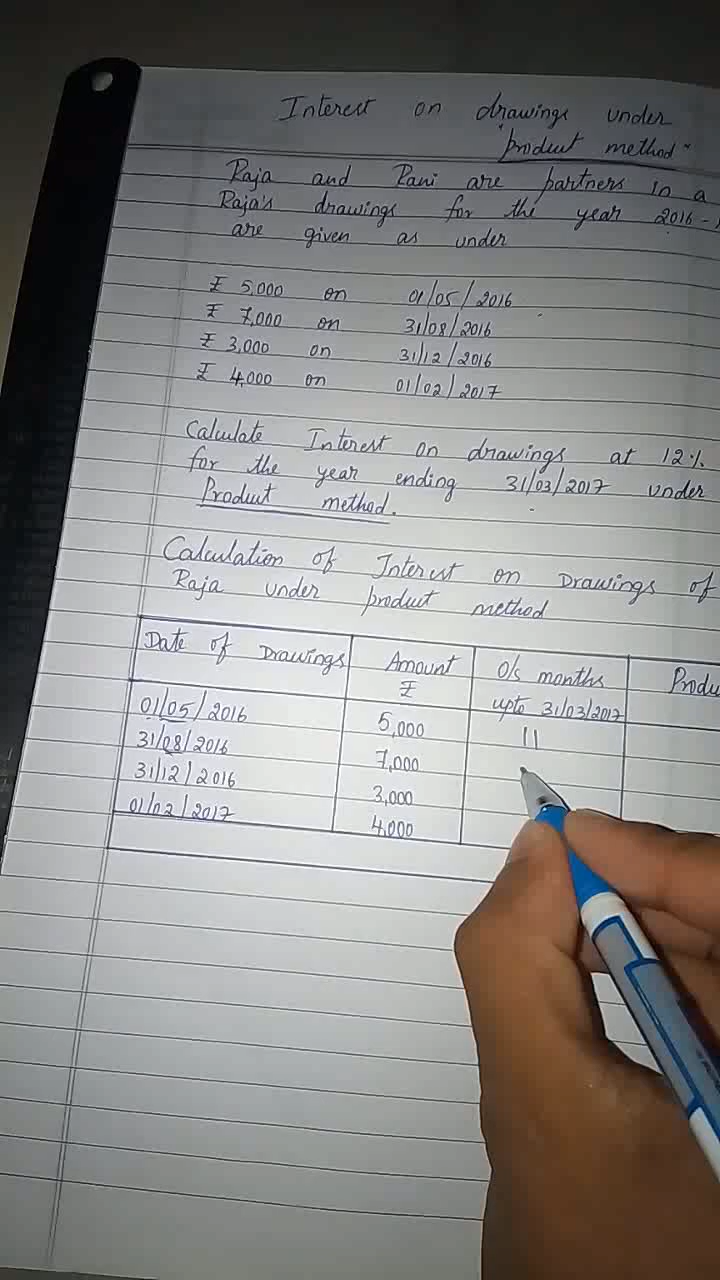 Interest on drawings under
"product method"
Raja and Rani are partners in a
Raja's drawings for the year 2016-
are given as under
₹ 5,000 on 01/05/2016
₹ 7,000 on 31/08/2016
₹ 3,000 on 31/12/2016
₹ 4,000 on 01/02/2017
Calculate Interest on drawings at 12%
for the year ending 31/03/2017 under
Product method.
Calculation of Interest on Drawings of
Raja under product method
Date of Drawings Amount ₹ O/s months upto 31/03/2017 Produ
01/05/2016 5,000 11
31/08/2016 7,000
31/12/2016 3,000
01/02/2017 4,000